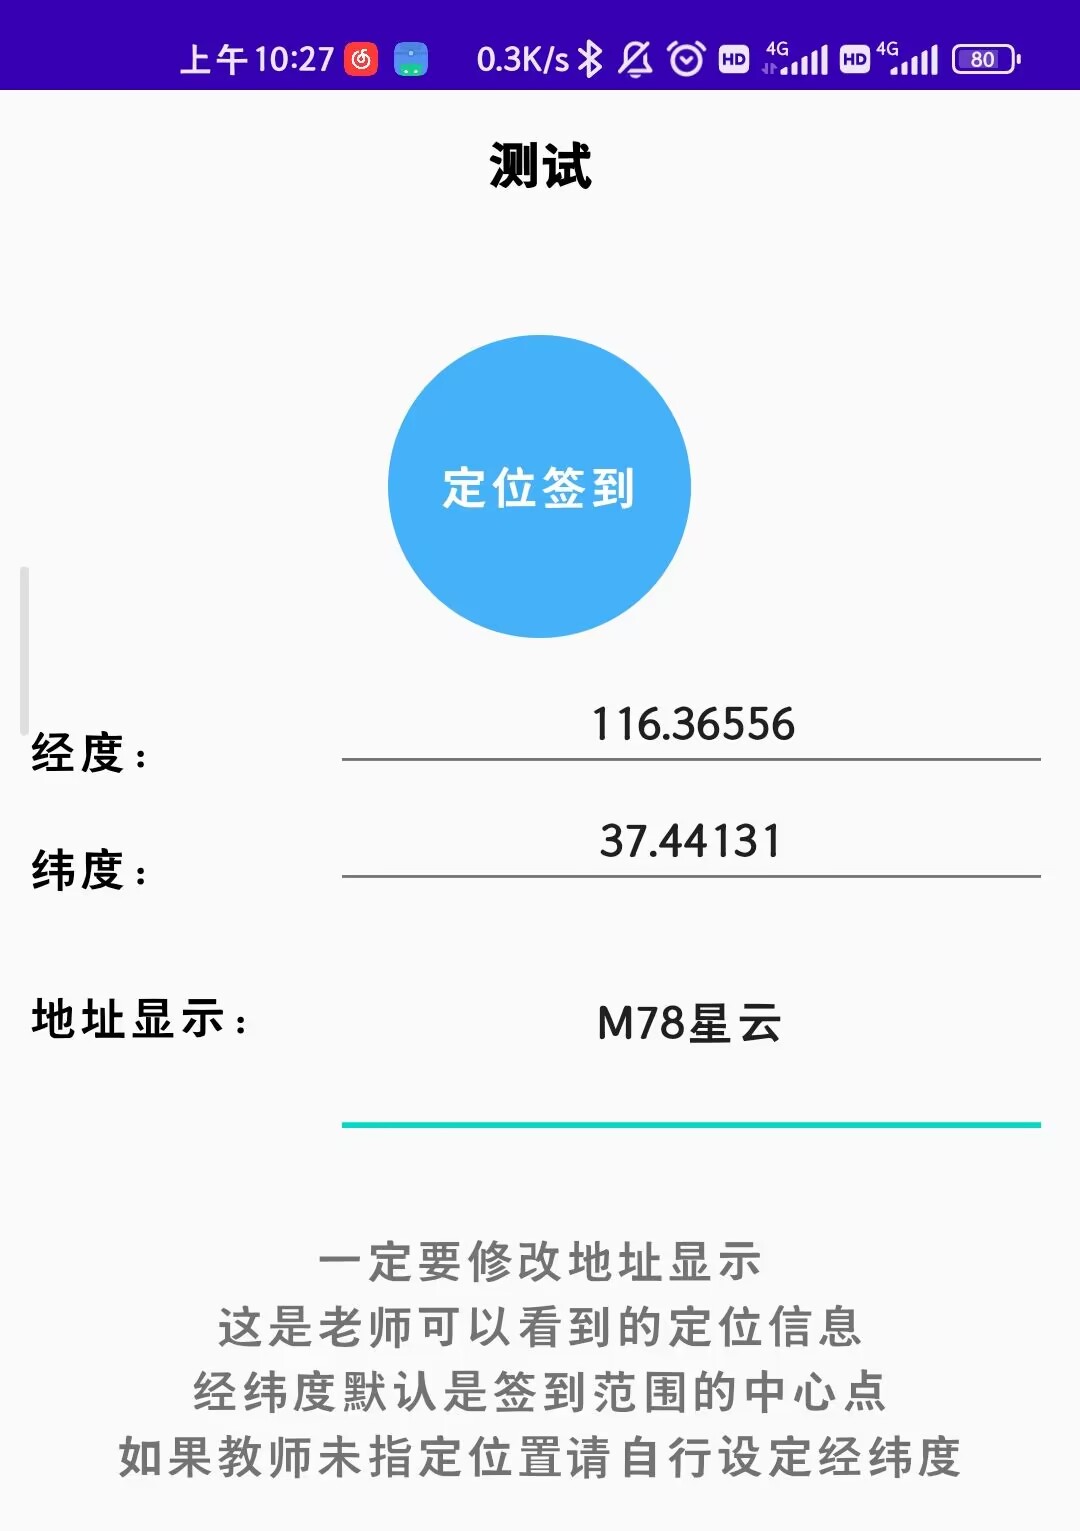 上午10:27 0.3K/s HD 4G HD 4G 80
测试
定位签到
经度： 116.36556
纬度： 37.44131
地址显示： M78星云
一定要修改地址显示
这是老师可以看到的定位信息
经纬度默认是签到范围的中心点
如果教师未指定位置请自行设定经纬度